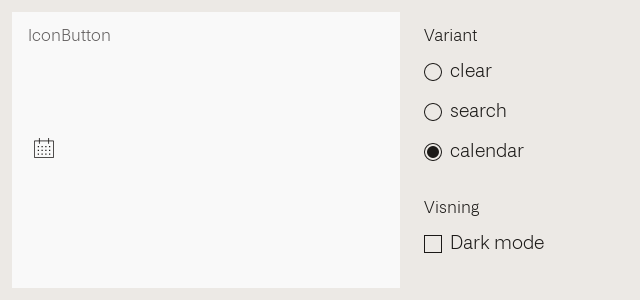 IconButton
Variant
clear
search
calendar
Visning
Dark mode